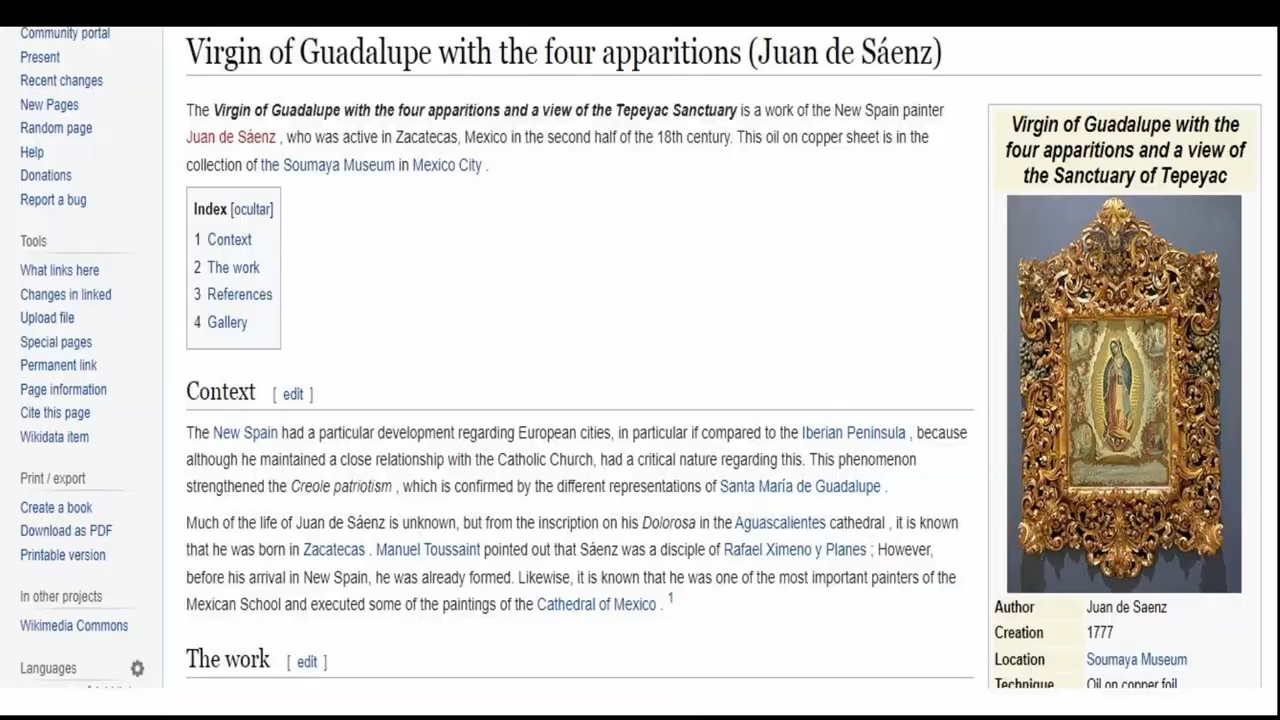 Community portal
Present
Recent changes
New Pages
Random page
Help
Donations
Report a bug
Tools
What links here
Changes in linked
Upload file
Special pages
Permanent link
Page information
Cite this page
Wikidata item
Print / export
Create a book
Download as PDF
Printable version
In other projects
Wikimedia Commons
Languages
Virgin of Guadalupe with the four apparitions (Juan de Sáenz)
The Virgin of Guadalupe with the four apparitions and a view of the Tepeyac Sanctuary is a work of the New Spain painter
Juan de Sáenz , who was active in Zacatecas, Mexico in the second half of the 18th century. This oil on copper sheet is in the
collection of the Soumaya Museum in Mexico City .
Index [ocultar]
1 Context
2 The work
3 References
4 Gallery
Context [ edit ]
The New Spain had a particular development regarding European cities, in particular if compared to the Iberian Peninsula , because
although he maintained a close relationship with the Catholic Church, had a critical nature regarding this. This phenomenon
strengthened the Creole patriotism , which is confirmed by the different representations of Santa María de Guadalupe .
Much of the life of Juan de Sáenz is unknown, but from the inscription on his Dolorosa in the Aguascalientes cathedral , it is known
that he was born in Zacatecas . Manuel Toussaint pointed out that Sáenz was a disciple of Rafael Ximeno y Planes ; However,
before his arrival in New Spain, he was already formed. Likewise, it is known that he was one of the most important painters of the
Mexican School and executed some of the paintings of the Cathedral of Mexico . 1
The work [ edit ]
Virgin of Guadalupe with the
four apparitions and a view of
the Sanctuary of Tepeyac
Author Juan de Saenz
Creation 1777
Location Soumaya Museum
Technique Oil on copper foil